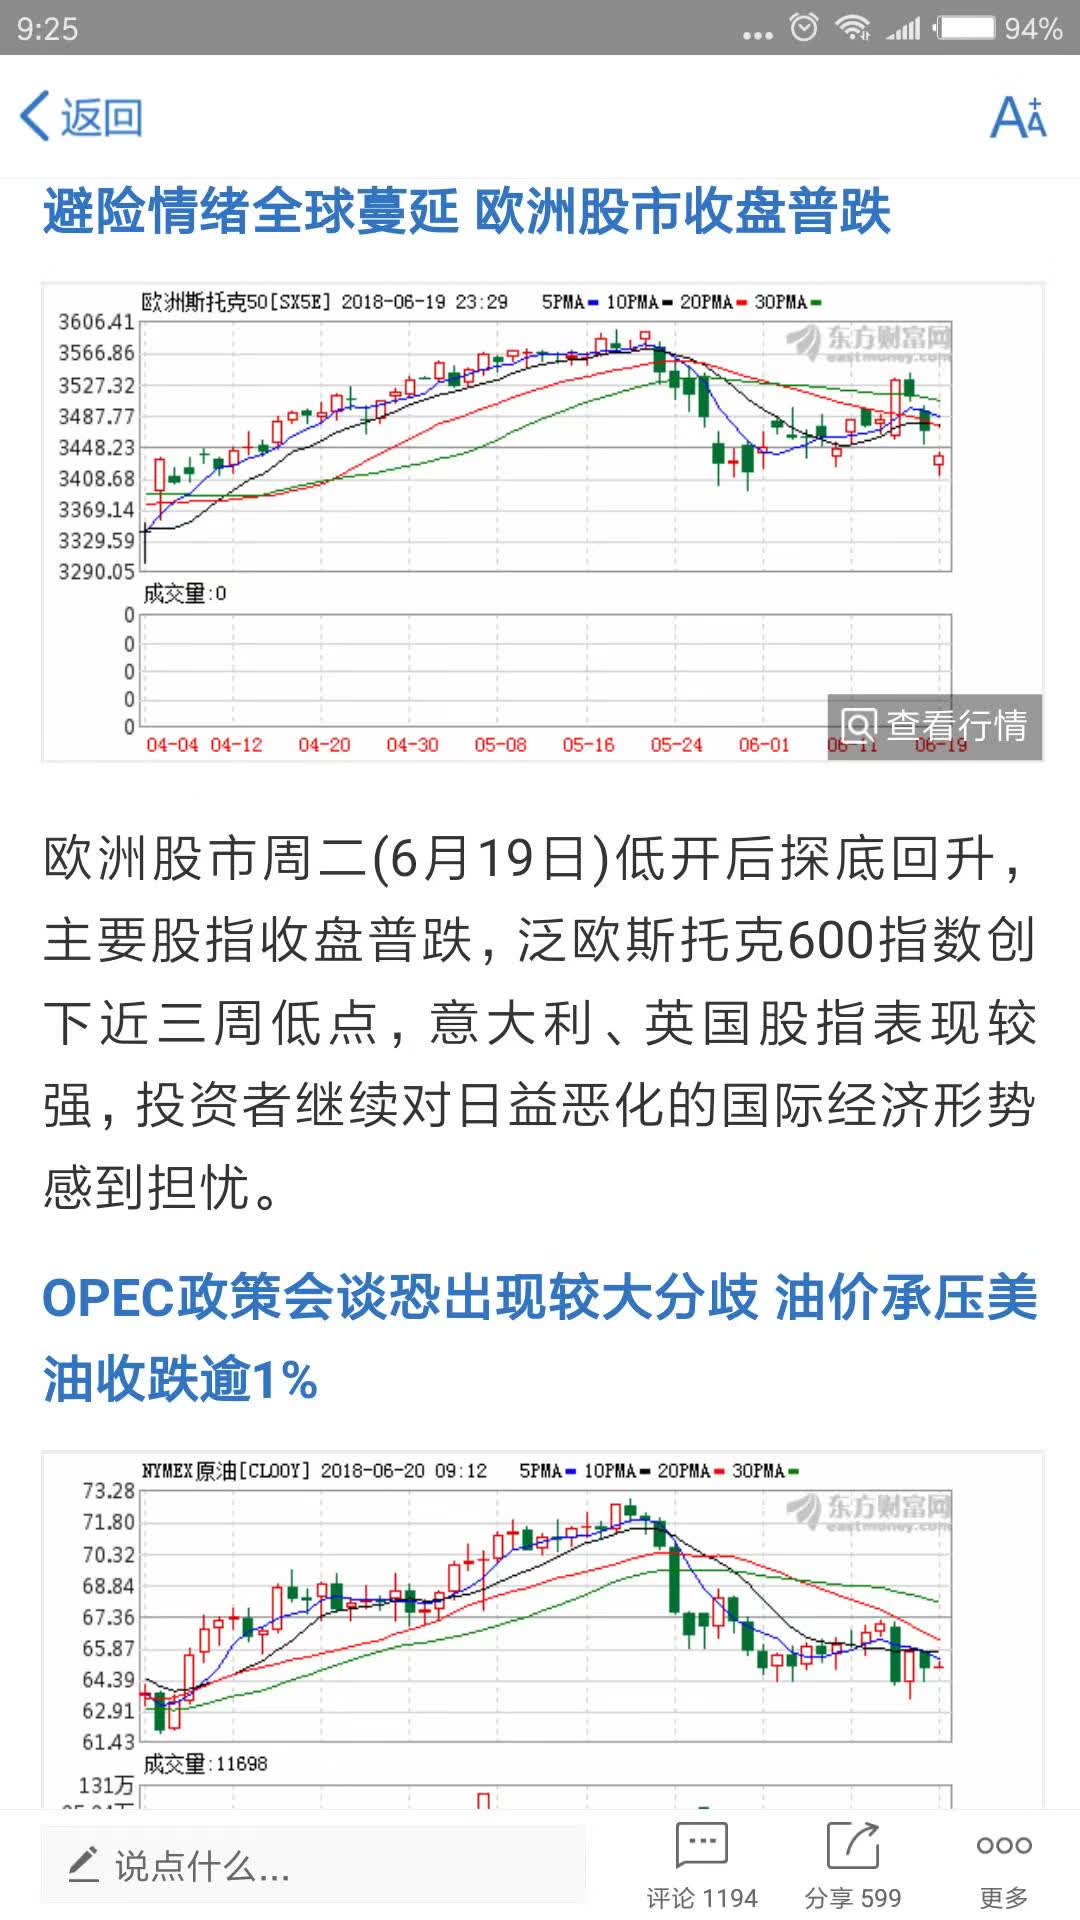 9:25
94%
返回
避险情绪全球蔓延 欧洲股市收盘普跌
欧洲斯托克50[SX5E] 2018-06-19 23:29 5PMA 10PMA 20PMA 30PMA
东方财富网
eastmoney.com
3606.41
3566.86
3527.32
3487.77
3448.23
3408.68
3369.14
3329.59
3290.05
成交量:0
0
0
0
0
0
查看行情
04-04 04-12 04-20 04-30 05-08 05-16 05-24 06-01 06-11 06-19
欧洲股市周二(6月19日)低开后探底回升，
主要股指收盘普跌，泛欧斯托克600指数创
下近三周低点，意大利、英国股指表现较
强，投资者继续对日益恶化的国际经济形势
感到担忧。
OPEC政策会谈恐出现较大分歧 油价承压美
油收跌逾1%
NYMEX原油[CL00Y] 2018-06-20 09:12 5PMA 10PMA 20PMA 30PMA
东方财富网
eastmoney.com
73.28
71.80
70.32
68.84
67.36
65.87
64.39
62.91
61.43
成交量:11698
131万
说点什么...
评论 1194
分享 599
更多